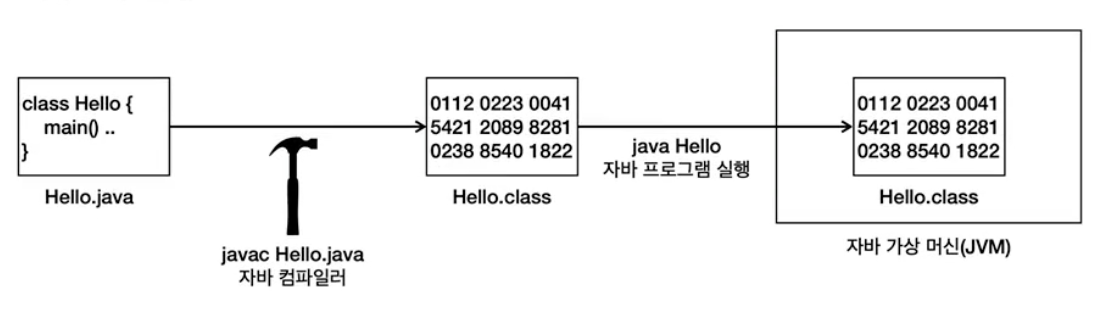 class Hello {
main() ..
}
Hello.java
javac Hello.java
자바 컴파일러
0112 0223 0041
5421 2089 8281
0238 8540 1822
Hello.class
java Hello
자바 프로그램 실행
0112 0223 0041
5421 2089 8281
0238 8540 1822
Hello.class
자바 가상 머신(JVM)